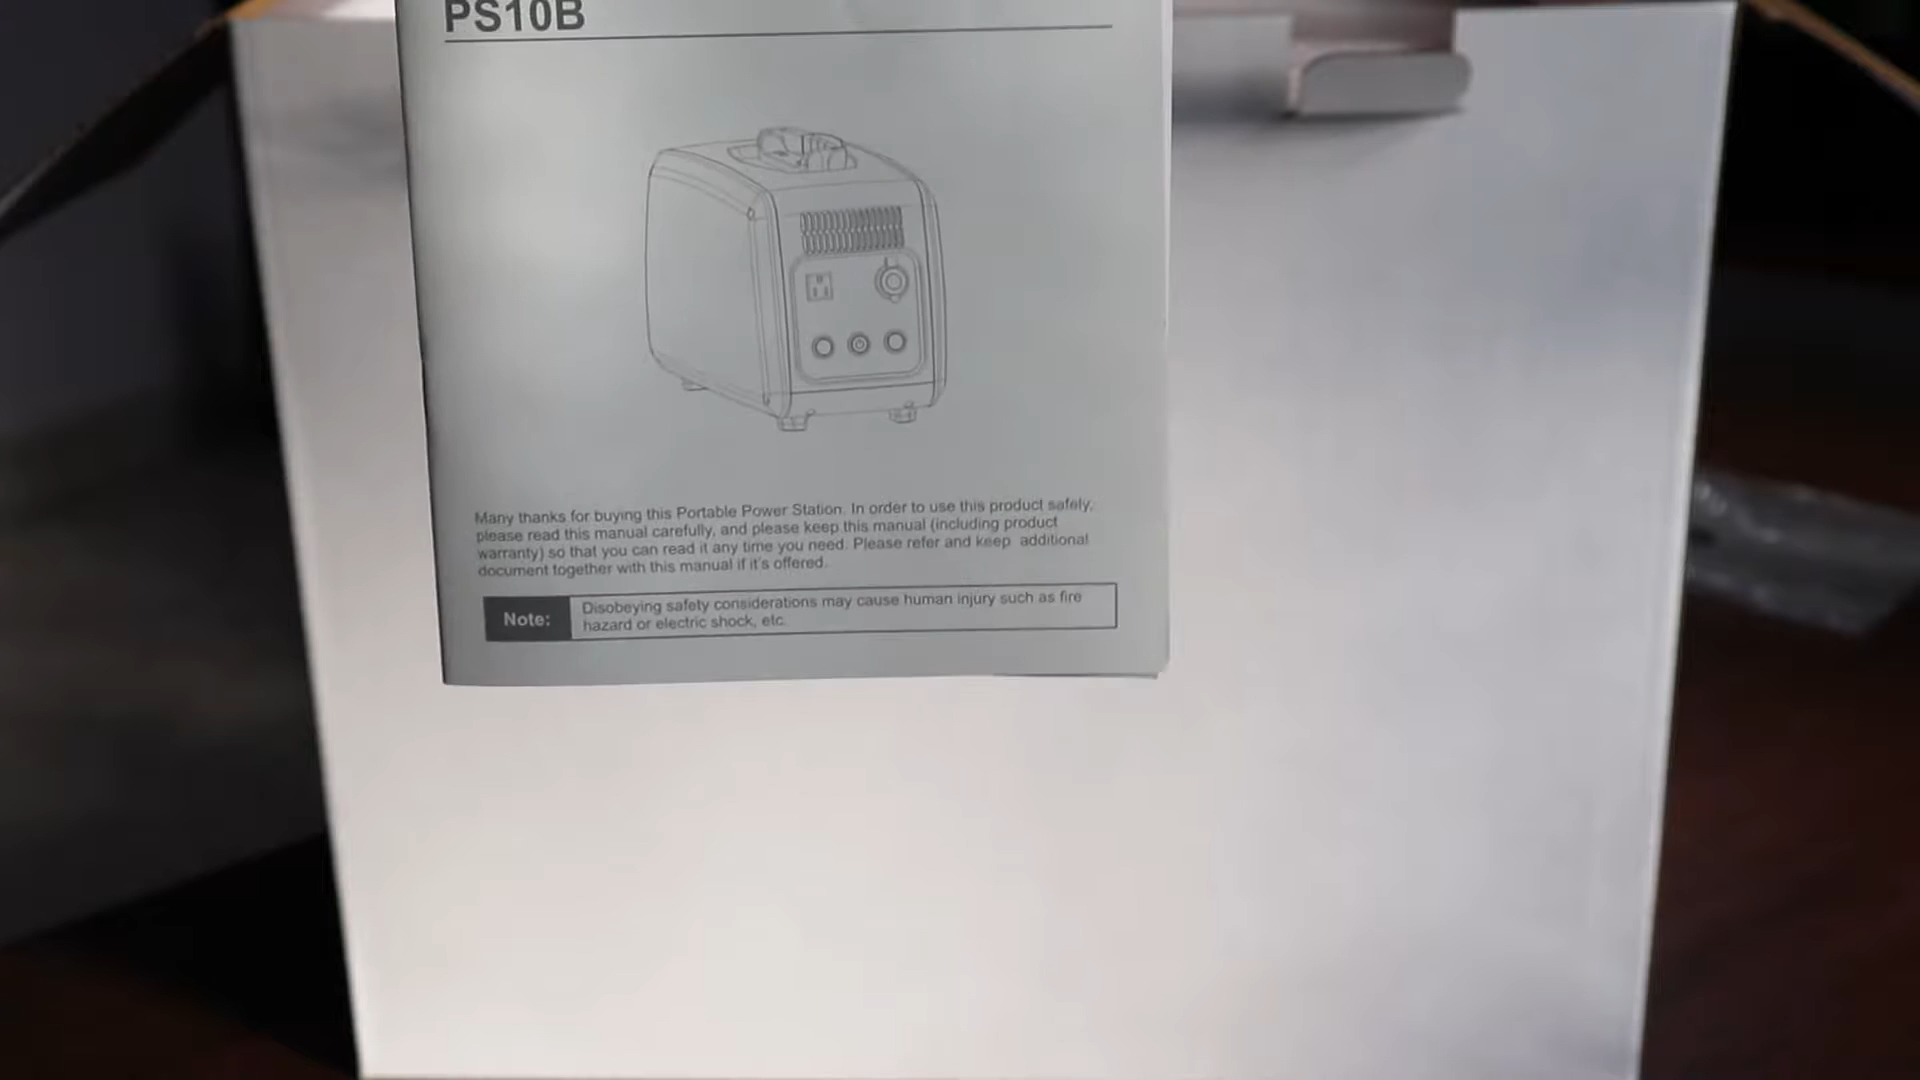 PS10B
Many thanks for buying this Portable Power Station. In order to use this product safely,
please read this manual carefully, and please keep this manual (including product
warranty) so that you can read it any time you need. Please refer and keep additional
document together with this manual if it's offered.
Note:
Disobeying safety considerations may cause human injury such as fire
hazard or electric shock, etc.